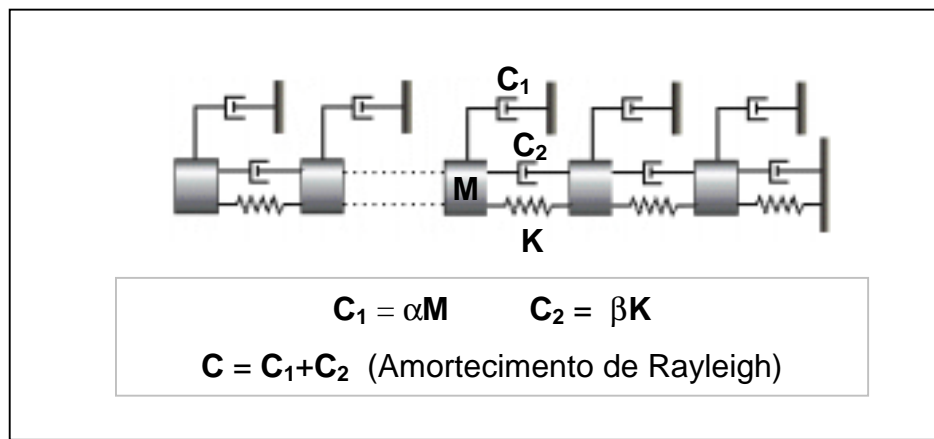 C₁
C₂
M
K
C₁ = αM C₂ = βK
C = C₁+C₂ (Amortecimento de Rayleigh)